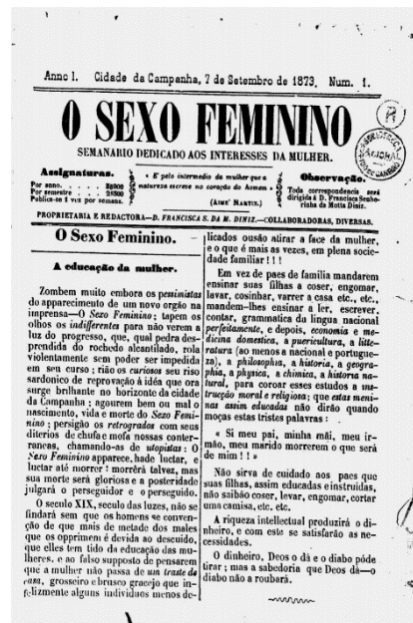 Anno I. Cidade da Campanha, 7 de Setembro de 1873. Num. 1.
O SEXO FEMININO
SEMANARIO DEDICADO AOS INTERESSES DA MULHER.
Assignaturas.
Por anno. . . . . 5$000
Por semestre . . . . 2$500
Publica-se 1 vez por semana.
« E' pelo intermedio da mulher que a
natureza escreve no coração do homem »
(AIMÉ MARTIN.)
Observação.
Toda correspondencia será
dirigida á D. Francisca Senho-
rinha da Motta Diniz.
PROPRIETARIA E REDACTORA—D. FRANCISCA S. DA M. DINIZ.—COLLABORADORAS, DIVERSAS.
O Sexo Feminino.
A educação da mulher.
Zombem muito embora os pessimistas
do apparecimento de um novo orgão na
imprensa—O Sexo Feminino; tapem os
olhos os indifferentes para não verem a
luz do progresso, que, qual pedra des-
prendida do rochedo alcantilado, rola
violentamente sem poder ser impedida
em seu curso; rião os curiosos seu riso
sardonico de reprovação á idéa que ora
surge brilhante no horizonte da cidade
da Campanha; agourem bem ou mal o
nascimento, vida e morte do Sexo Femi-
nino; persigão os retrogrados com seus
diterios de chufa e mofa nossas conter-
roneas, chamando-as de utopistas: O
Sexo Feminino apparece, hade luctar, e
luctar até morrer: morrerá talvez, mas
sua morte será gloriosa e a posteridade
julgará o perseguidor e o perseguido.
O seculo XIX, seculo das luzes, não se
findará sem que os homens se conven-
ção de que mais de metade dos males
que os opprimem é devida ao descuido,
que elles tem tido da educação das mu-
lheres, e ao falso supposto de pensarem
que a mulher não passa de um traste de
casa, grosseiro e brusco gracejo que in-
felizmente alguns individuos menos de-
licados ousão atirar a face da mulher,
e o que é mais as vezes, em plena socie-
dade familiar!!!
Em vez de paes de familia mandarem
ensinar suas filhas a coser, engomar,
lavar, cosinhar, varrer a casa etc., etc.,
mandem-lhes ensinar a ler, escrever,
contar, grammatica da lingua nacional
perfeitamente, e depois, economia e me-
dicina domestica, a puericultura, a litte-
ratura (ao menos a nacional e portugue-
za), a philosophia, a historia, a geogra-
phia, a physica, a chimica, a historia na-
tural, para coroar esses estudos a ins-
trucção moral e religiosa; que estas meni-
nas assim educadas não dirão quando
moças estas tristes palavras:
« Si meu pai, minha mãi, meu ir-
mão, meu marido morrerem o que será
de mim!! »
Não sirva de cuidado aos paes que
suas filhas, assim educadas e instruidas,
não saibão coser, levar, engomar, cortar
uma camisa, etc. etc.
A riqueza intellectual produzirá o di-
nheiro, e com este se satisfarão as ne-
cessidades.
O dinheiro, Deos o dá e o diabo póde
tirar; mas a sabedoria que Deos dá—o
diabo não a roubará.